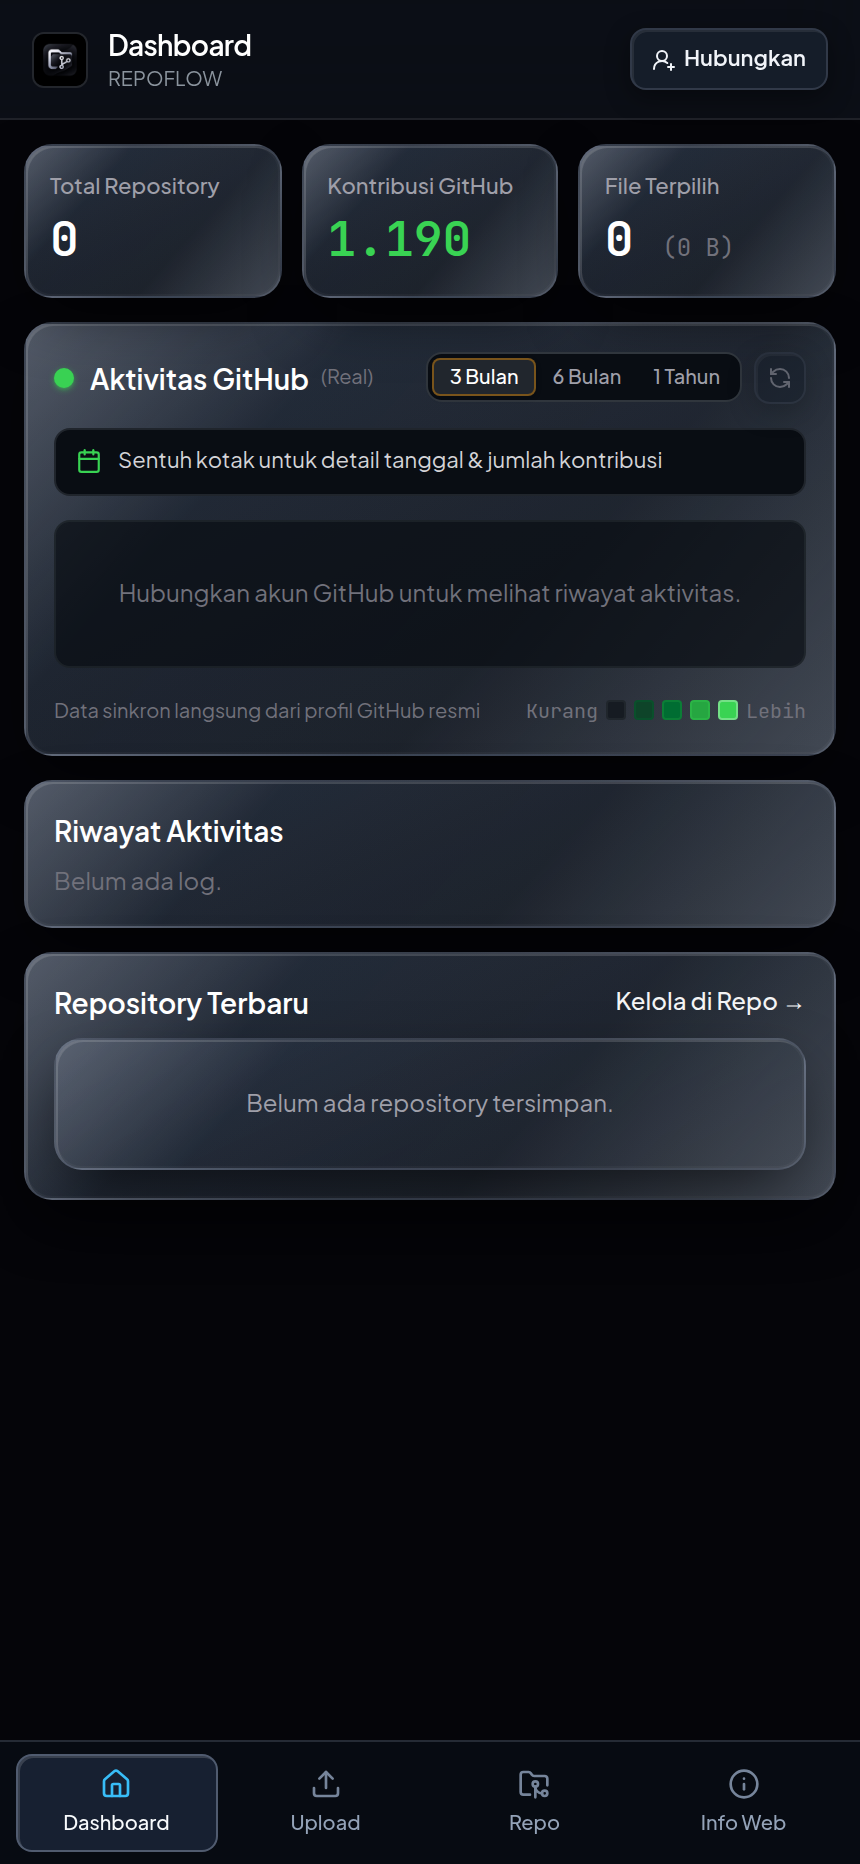 Dashboard
REPOFLOW
Hubungkan
Total Repository
0
Kontribusi GitHub
1.190
File Terpilih
0 (0 B)
Aktivitas GitHub (Real)
3 Bulan
6 Bulan
1 Tahun
Sentuh kotak untuk detail tanggal & jumlah kontribusi
Hubungkan akun GitHub untuk melihat riwayat aktivitas.
Data sinkron langsung dari profil GitHub resmi
Kurang
Lebih
Riwayat Aktivitas
Belum ada log.
Repository Terbaru
Kelola di Repo →
Belum ada repository tersimpan.
Dashboard
Upload
Repo
Info Web